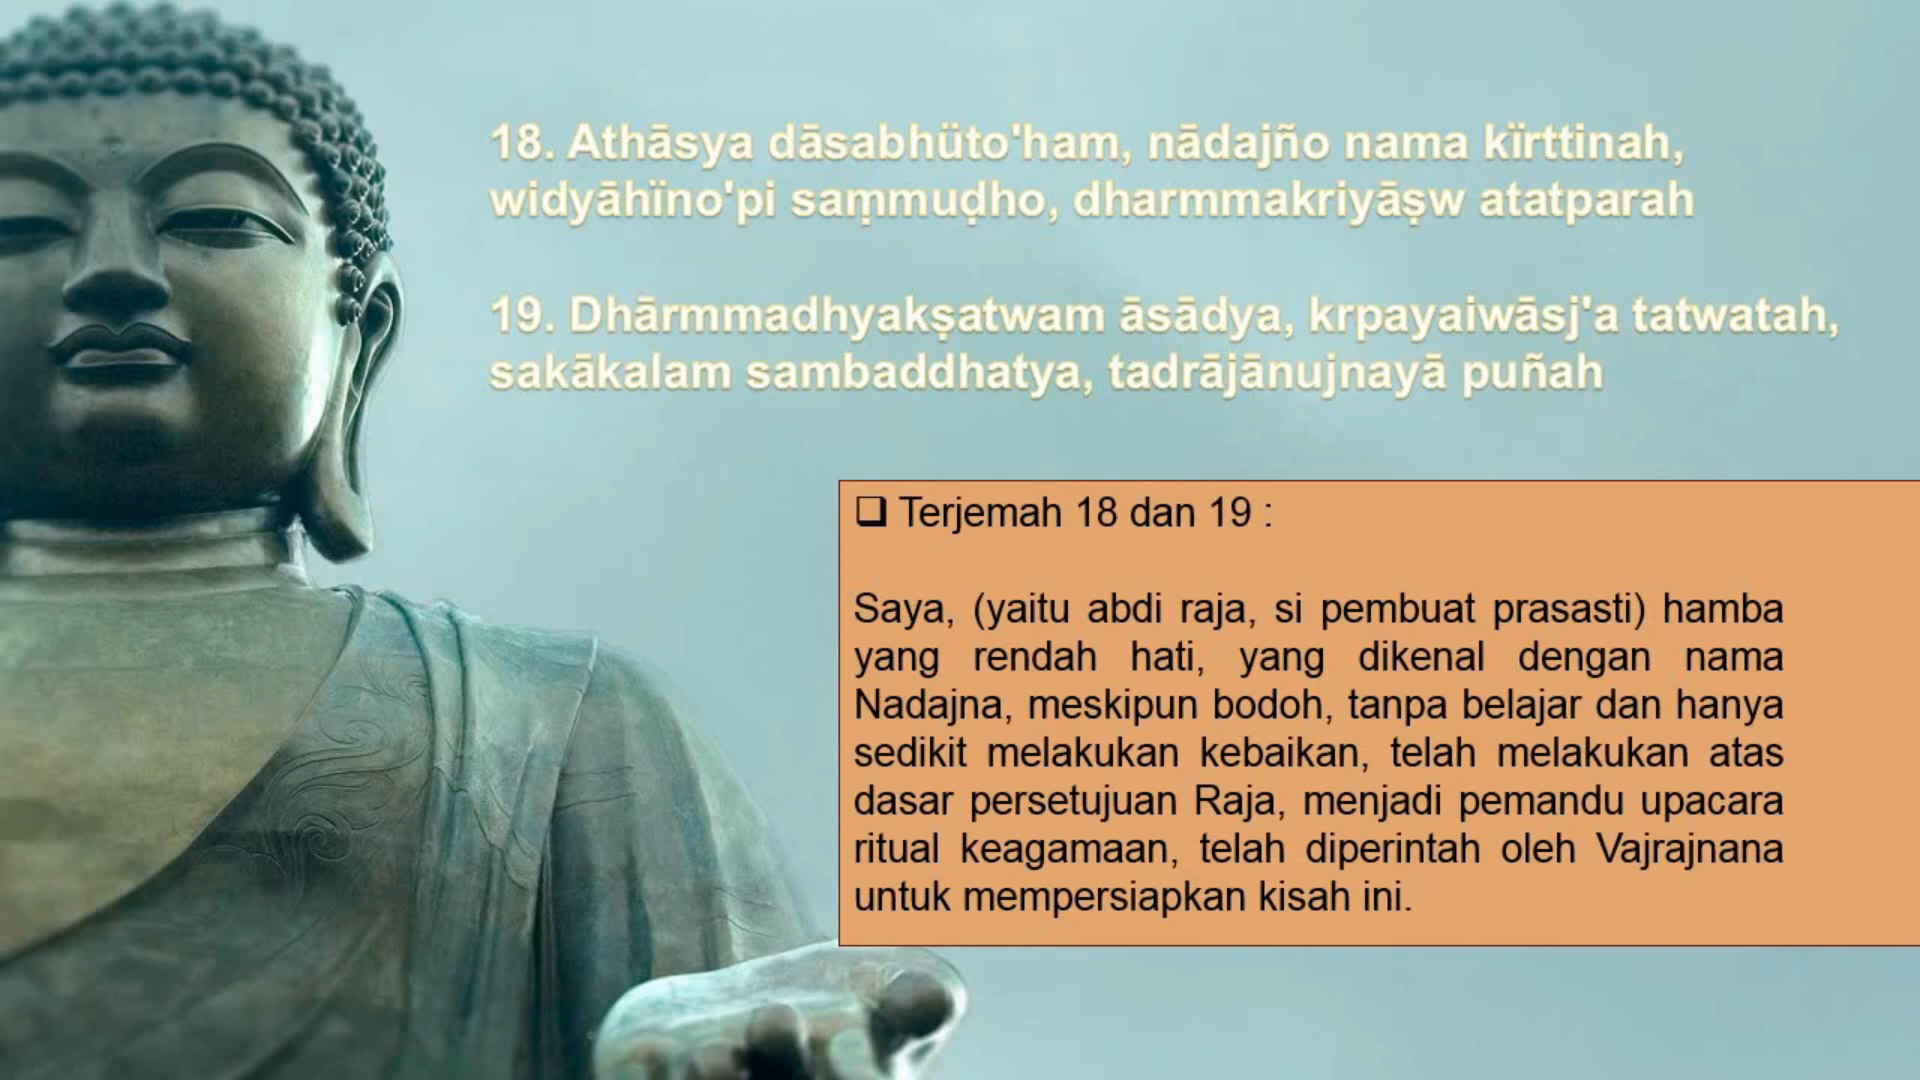 18. Athāsya dāsabhüto'ham, nādajño nama kïrttinah,
widyāhïno'pi saṃmuḍho, dharmmakriyāṣw atatparah
19. Dhārmmadhyakṣatwam āsādya, krpayaiwāsj'a tatwatah,
sakākalam sambaddhatya, tadrājānujnayā puñah
❑ Terjemah 18 dan 19 :
Saya, (yaitu abdi raja, si pembuat prasasti) hamba
yang rendah hati, yang dikenal dengan nama
Nadajna, meskipun bodoh, tanpa belajar dan hanya
sedikit melakukan kebaikan, telah melakukan atas
dasar persetujuan Raja, menjadi pemandu upacara
ritual keagamaan, telah diperintah oleh Vajrajnana
untuk mempersiapkan kisah ini.